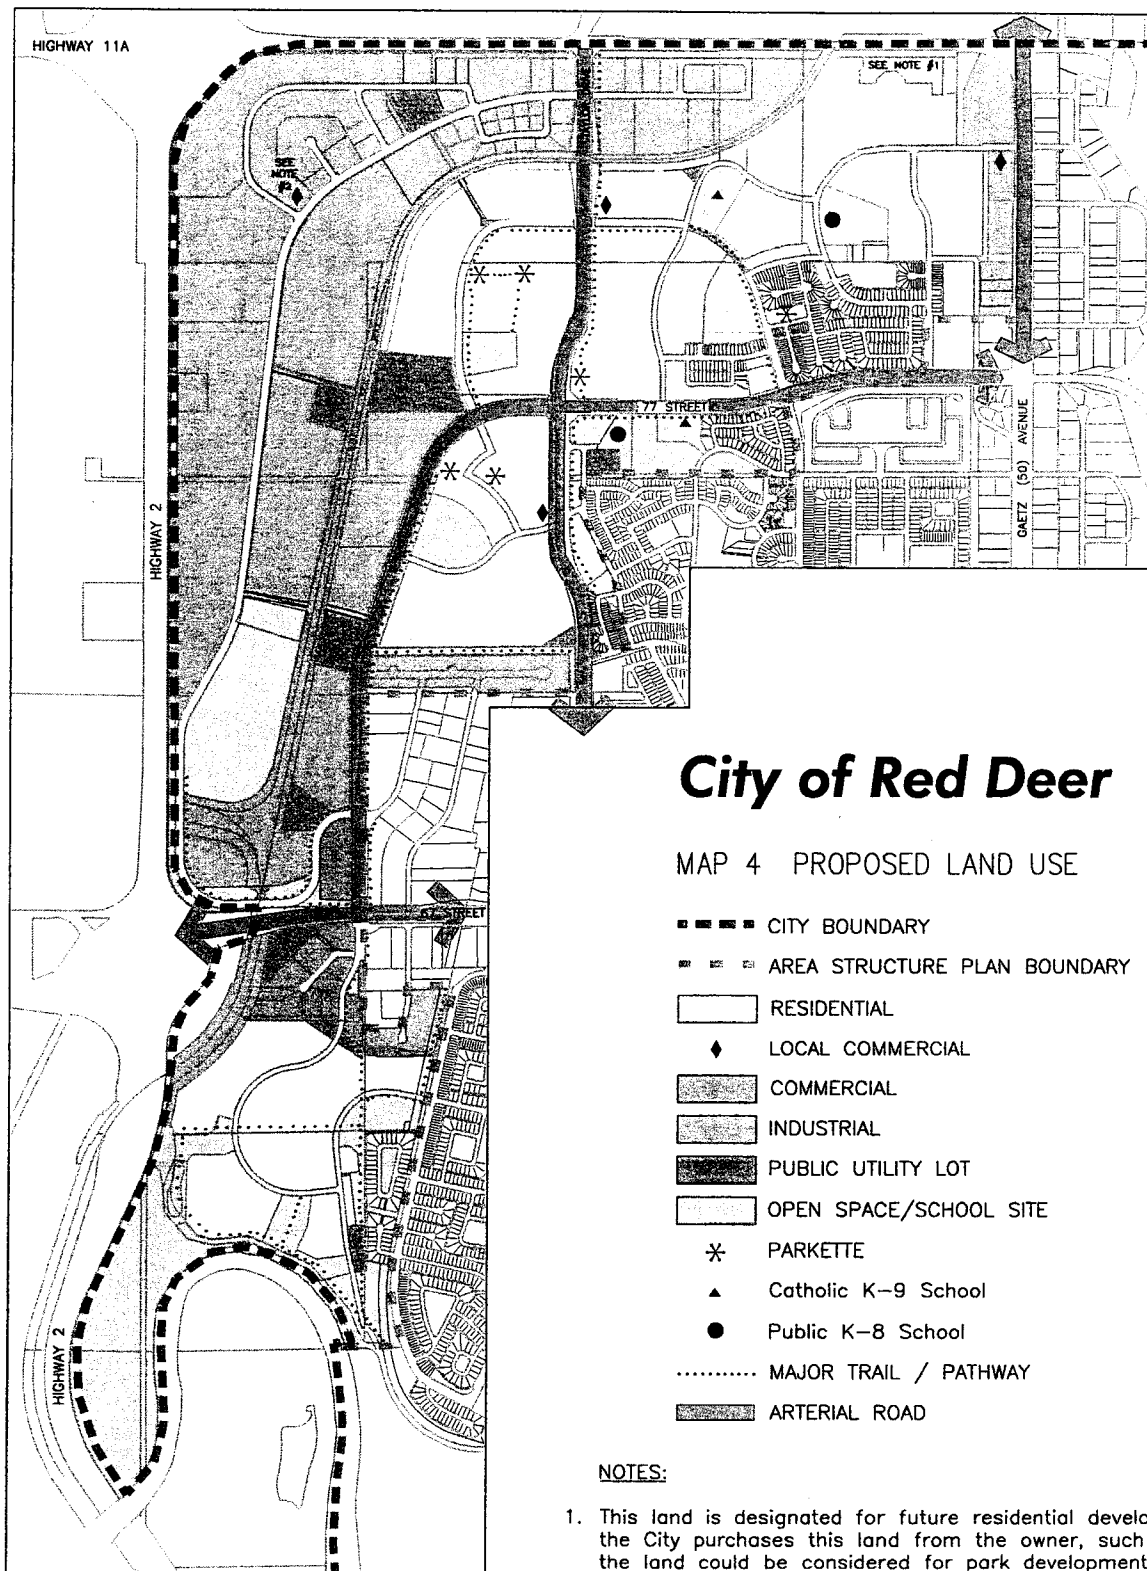 HIGHWAY 11A
SEE NOTE #1
SEE
NOTE
#2
77 STREET
GAETZ (50) AVENUE
HIGHWAY 2
67 STREET
HIGHWAY 2
City of Red Deer
MAP 4 PROPOSED LAND USE
CITY BOUNDARY
AREA STRUCTURE PLAN BOUNDARY
RESIDENTIAL
LOCAL COMMERCIAL
COMMERCIAL
INDUSTRIAL
PUBLIC UTILITY LOT
OPEN SPACE/SCHOOL SITE
PARKETTE
Catholic K-9 School
Public K-8 School
MAJOR TRAIL / PATHWAY
ARTERIAL ROAD
NOTES:
1. This land is designated for future residential develo
the City purchases this land from the owner, such
the land could be considered for park development